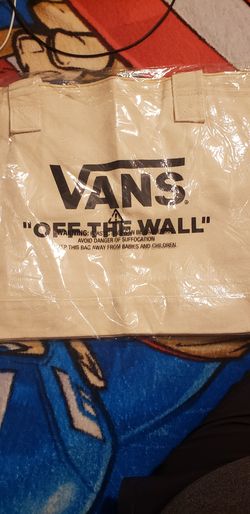 VANS®
"OFF THE WALL"
AVOID DANGER OF SUFFOCATION
KEEP THIS BAG AWAY FROM BABIES AND CHILDREN.